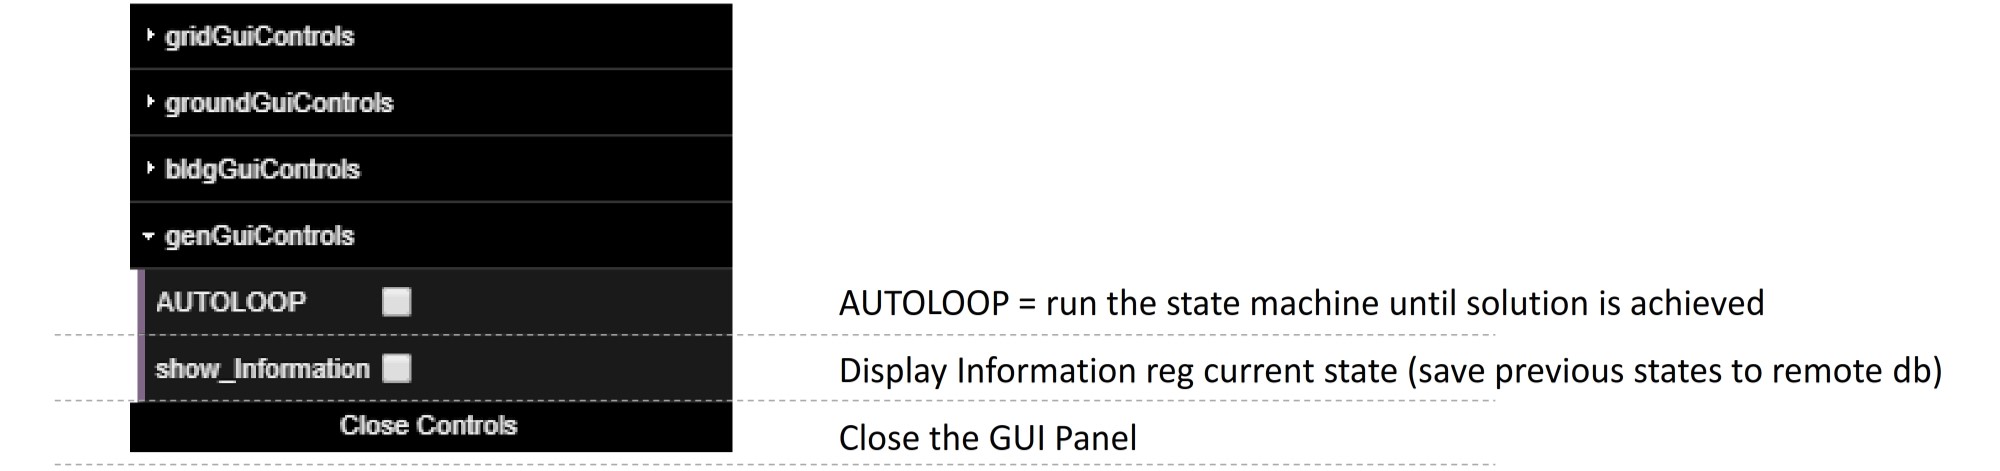 gridGuiControls
groundGuiControls
bldgGuiControls
genGuiControls
AUTOLOOP
AUTOLOOP = run the state machine until solution is achieved
show_Information
Display Information reg current state (save previous states to remote db)
Close Controls
Close the GUI Panel